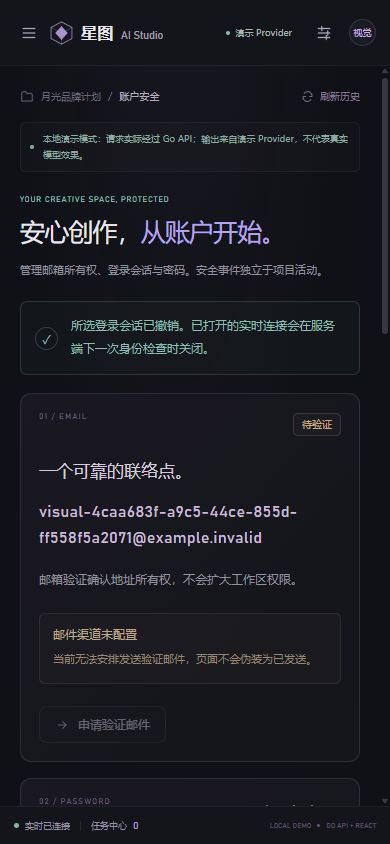 星图 AI Studio
演示 Provider
视觉
月光品牌计划 / 账户安全
刷新历史
本地演示模式：请求实际经过 Go API；输出来自演示 Provider，不代表真实
模型效果。
YOUR CREATIVE SPACE, PROTECTED
安心创作，从账户开始。
管理邮箱所有权、登录会话与密码。安全事件独立于项目活动。
所选登录会话已撤销。已打开的实时连接会在服务
端下一次身份检查时关闭。
01 / EMAIL
待验证
一个可靠的联络点。
visual-4caa683f-a9c5-44ce-855d-
ff558f5a2071@example.invalid
邮箱验证确认地址所有权，不会扩大工作区权限。
邮件渠道未配置
当前无法安排发送验证邮件，页面不会伪装为已发送。
→ 申请验证邮件
02 / PASSWORD
实时已连接
任务中心 0
LOCAL DEMO • GO API + REACT